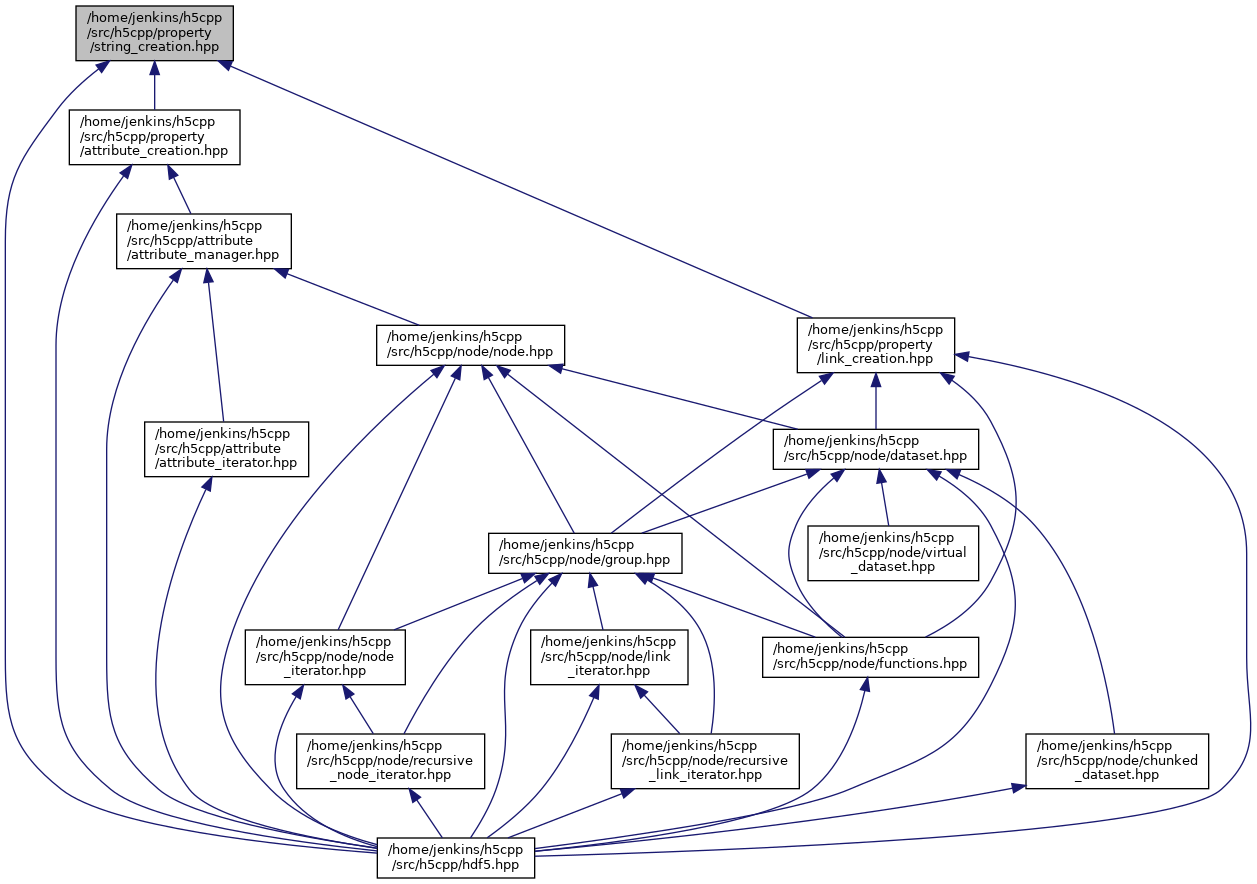 /home/jenkins/h5cpp
/src/h5cpp/property
/string_creation.hpp
/home/jenkins/h5cpp
/src/h5cpp/property
/attribute_creation.hpp
/home/jenkins/h5cpp
/src/h5cpp/attribute
/attribute_manager.hpp
/home/jenkins/h5cpp
/src/h5cpp/node/node.hpp
/home/jenkins/h5cpp
/src/h5cpp/property
/link_creation.hpp
/home/jenkins/h5cpp
/src/h5cpp/attribute
/attribute_iterator.hpp
/home/jenkins/h5cpp
/src/h5cpp/node/dataset.hpp
/home/jenkins/h5cpp
/src/h5cpp/node/group.hpp
/home/jenkins/h5cpp
/src/h5cpp/node/virtual
_dataset.hpp
/home/jenkins/h5cpp
/src/h5cpp/node/node
_iterator.hpp
/home/jenkins/h5cpp
/src/h5cpp/node/link
_iterator.hpp
/home/jenkins/h5cpp
/src/h5cpp/node/functions.hpp
/home/jenkins/h5cpp
/src/h5cpp/node/recursive
_node_iterator.hpp
/home/jenkins/h5cpp
/src/h5cpp/node/recursive
_link_iterator.hpp
/home/jenkins/h5cpp
/src/h5cpp/node/chunked
_dataset.hpp
/home/jenkins/h5cpp
/src/h5cpp/hdf5.hpp